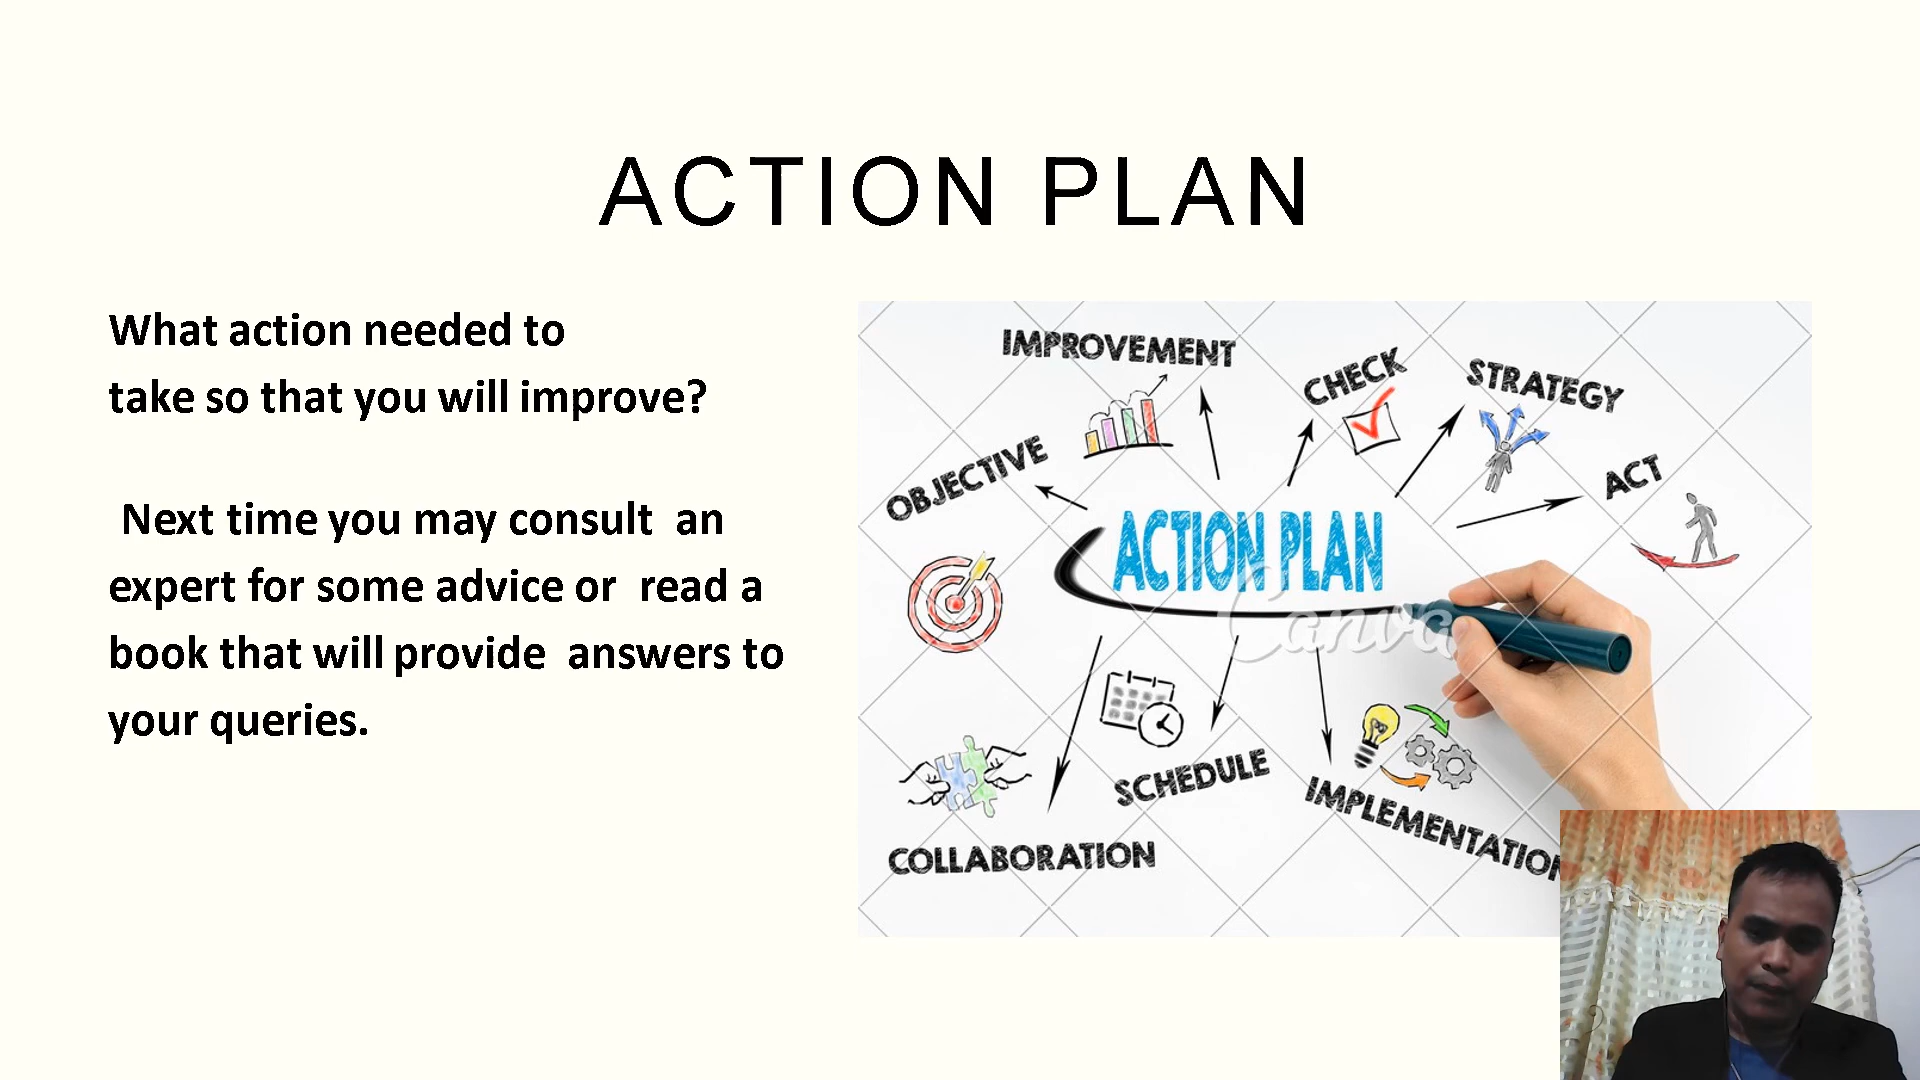 ACTION PLAN
What action needed to
take so that you will improve?
Next time you may consult an
expert for some advice or read a
book that will provide answers to
your queries.
IMPROVEMENT
CHECK
STRATEGY
OBJECTIVE
ACT
ACTION PLAN
Canva
SCHEDULE
IMPLEMENTATION
COLLABORATION